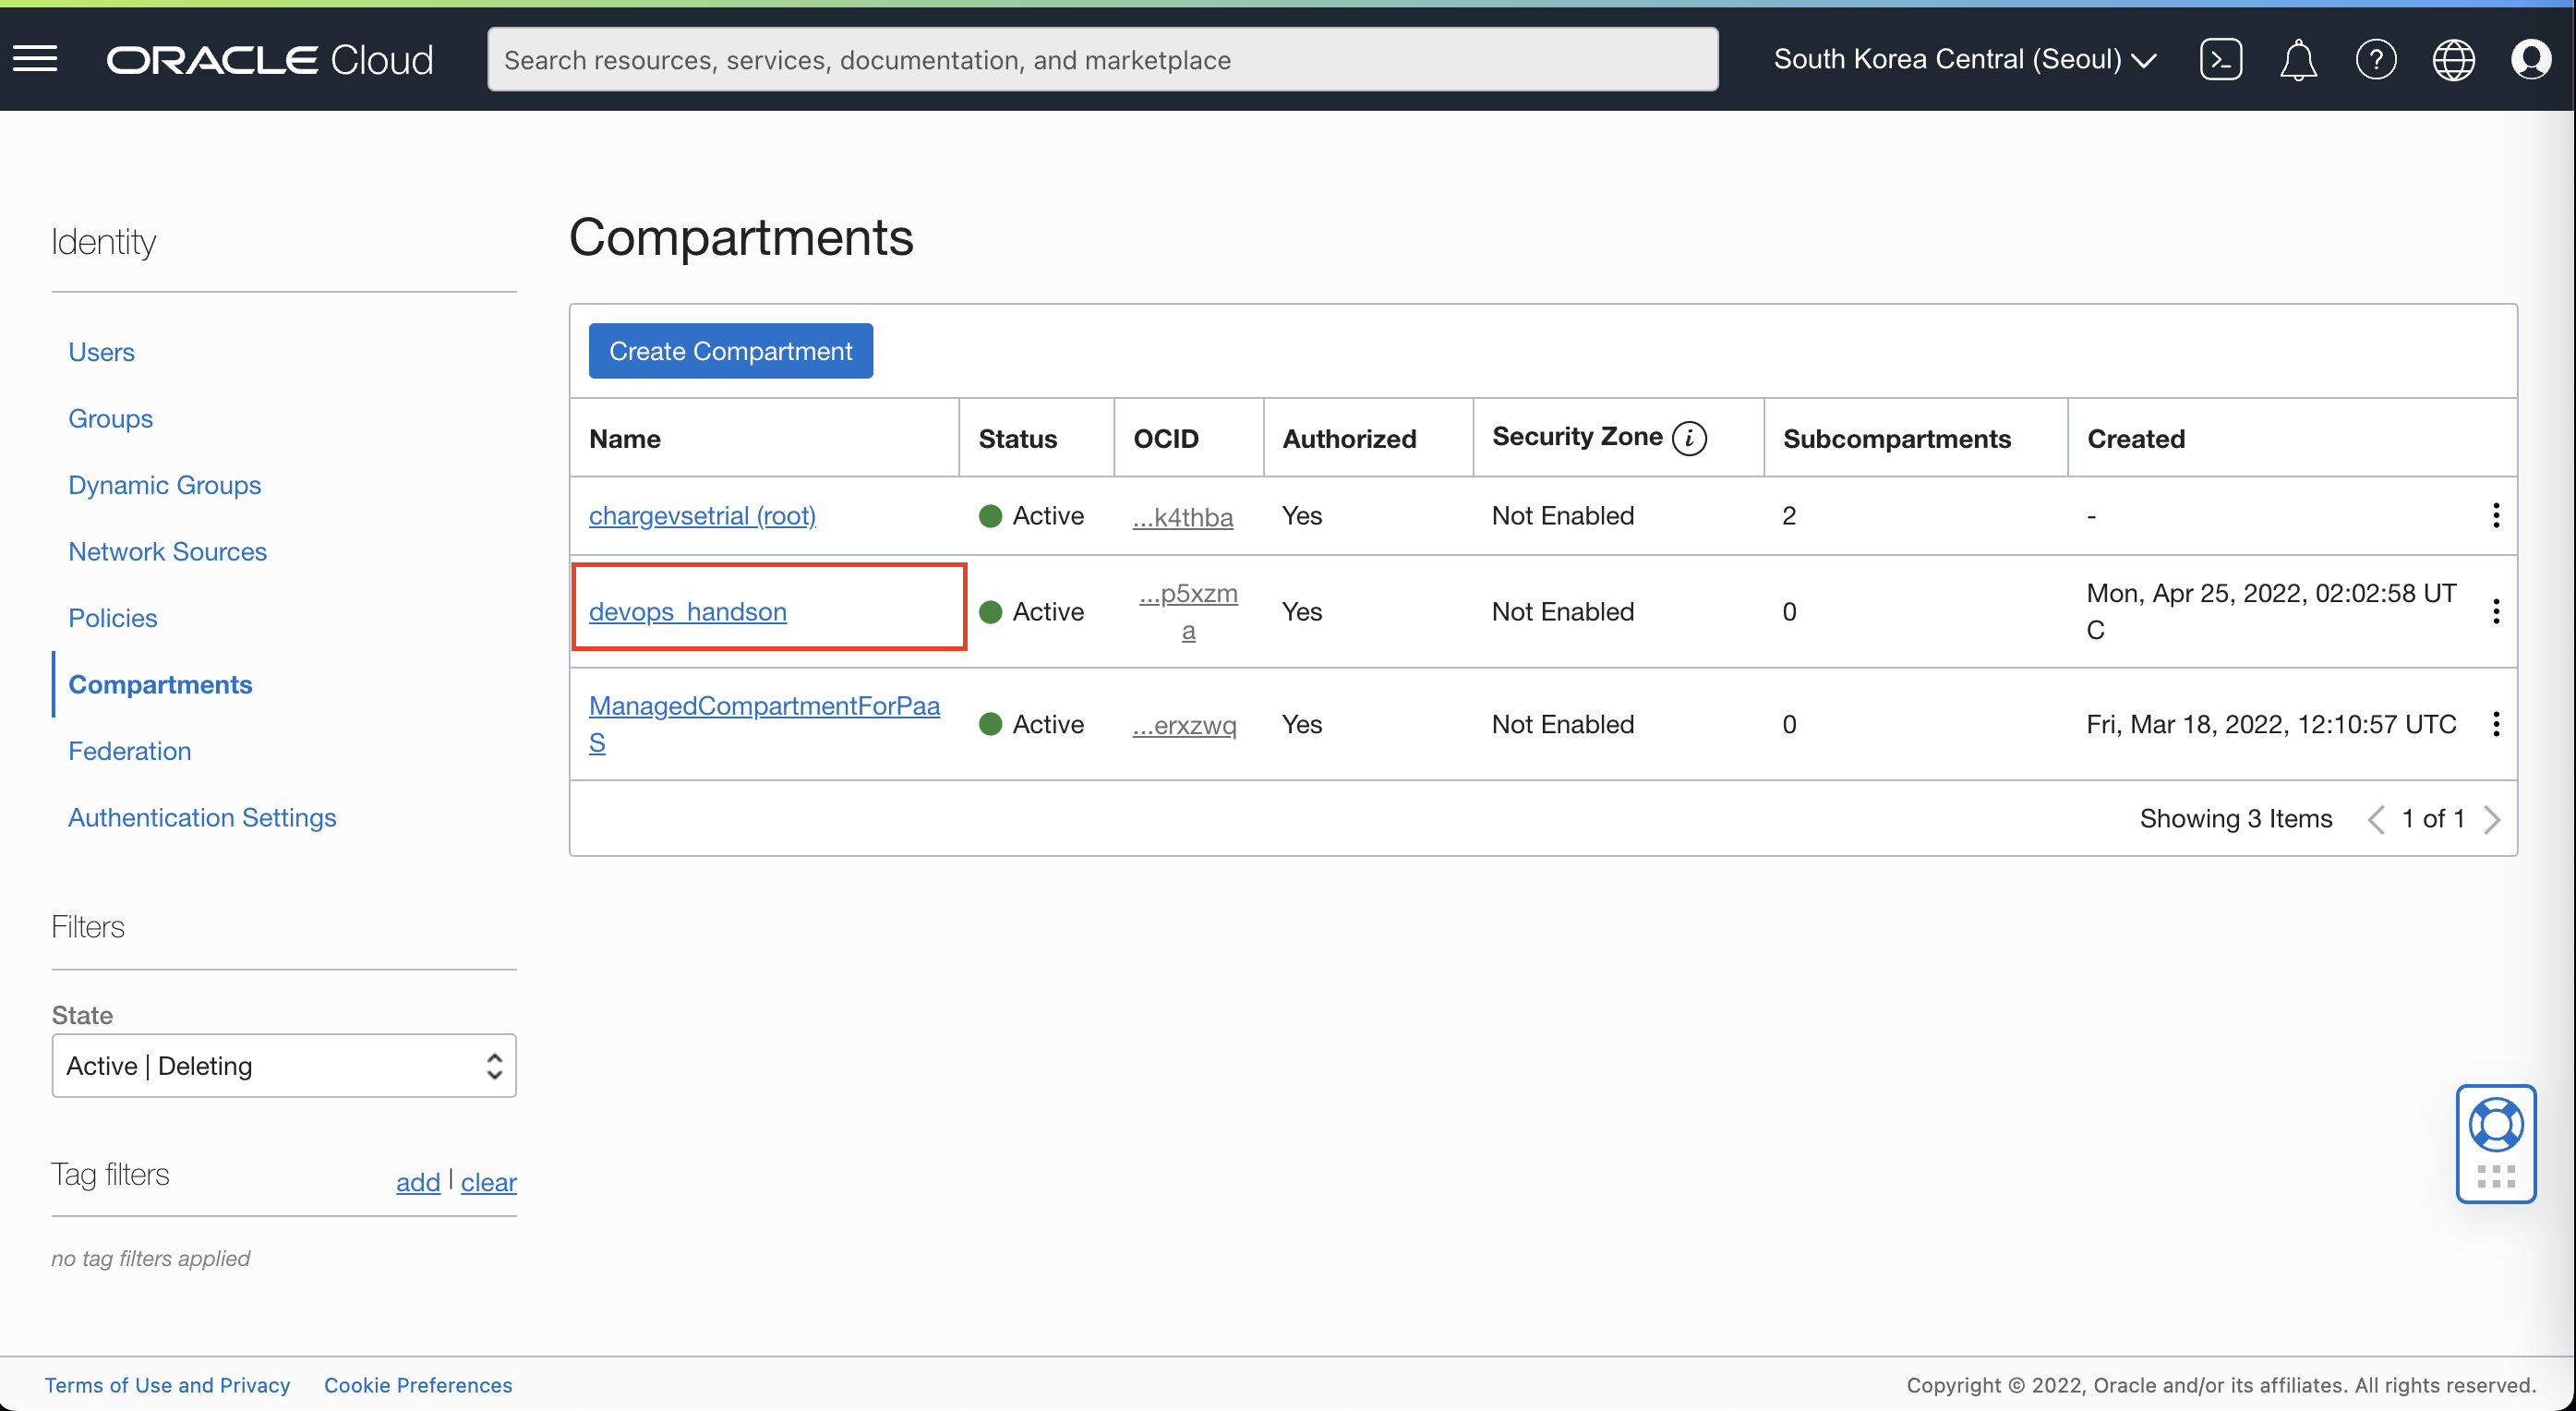 ORACLE Cloud
Search resources, services, documentation, and marketplace
South Korea Central (Seoul)
Identity
Users
Groups
Dynamic Groups
Network Sources
Policies
Compartments
Federation
Authentication Settings
Filters
State
Active | Deleting
Tag filters
add | clear
no tag filters applied
Compartments
Create Compartment
Name Status OCID Authorized Security Zone i Subcompartments Created
chargevsetrial (root) Active ...k4thba Yes Not Enabled 2 -
devops_handson Active ...p5xzm Yes Not Enabled 0 Mon, Apr 25, 2022, 02:02:58 UT
a C
ManagedCompartmentForPaa Active ...erxzwq Yes Not Enabled 0 Fri, Mar 18, 2022, 12:10:57 UTC
S
Showing 3 Items 1 of 1
Terms of Use and Privacy Cookie Preferences
Copyright © 2022, Oracle and/or its affiliates. All rights reserved.